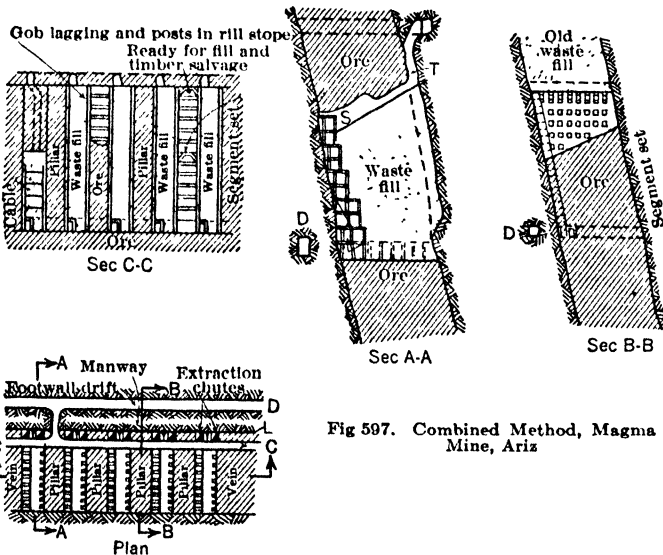 Gob lagging and posts in rill stope
Ready for fill and
timber salvage
Cable
Pillar
Waste fill
Ore
Pillar
Waste fill
Waste fill
Segment set
Ore
Sec C-C
Ore
T
S
Waste
fill
D
Ore
Sec A-A
Old
waste
fill
Ore
Segment set
D
Sec B-B
A
Manway
B
Extraction
chutes
Footwall drift
D
L
C
Vein
Pillar
Pillar
Pillar
Pillar
Vein
A
B
Plan
Fig 597. Combined Method, Magma
Mine, Ariz